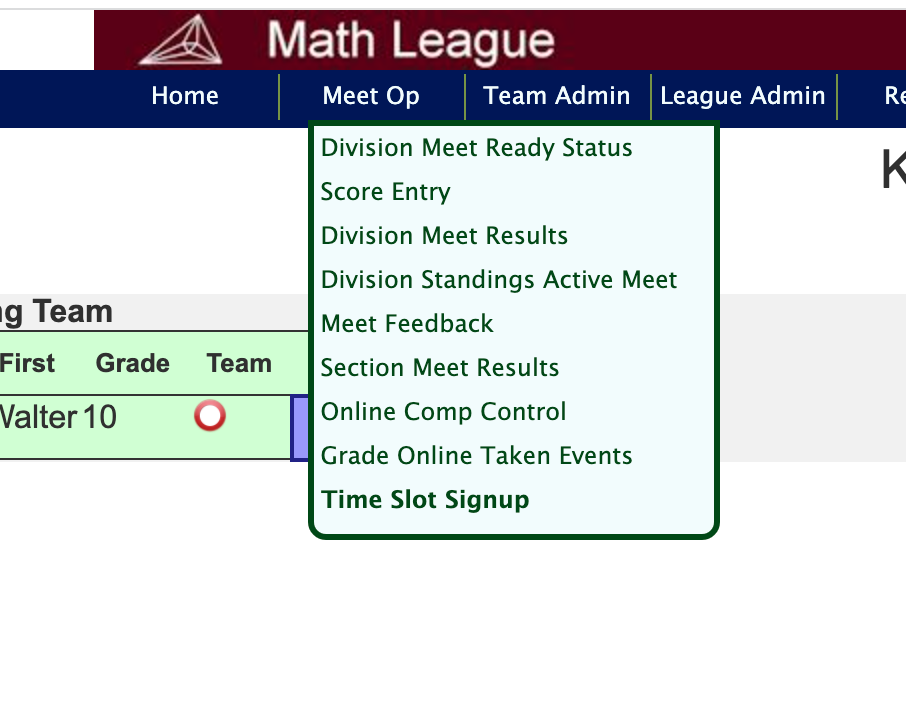 Math League
Home Meet Op Team Admin League Admin
Division Meet Ready Status
Score Entry
Division Meet Results
Division Standings Active Meet
Team
Meet Feedback
First Grade Team
Section Meet Results
Walter 10
Online Comp Control
Grade Online Taken Events
Time Slot Signup